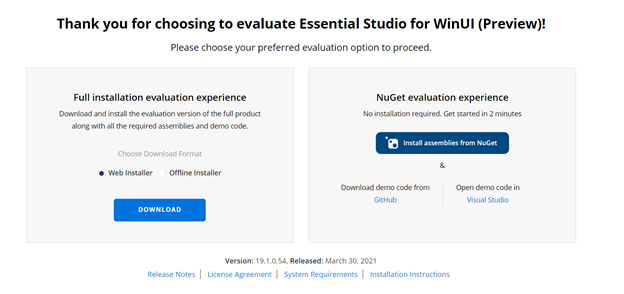 Thank you for choosing to evaluate Essential Studio for WinUI (Preview)!
Please choose your preferred evaluation option to proceed.
Full installation evaluation experience
Download and install the evaluation version of the full product
along with all the required assemblies and demo code.
Choose Download Format
Web Installer Offline Installer
DOWNLOAD
NuGet evaluation experience
No installation required. Get started in 2 minutes
Install assemblies from NuGet
&
Download demo code from
GitHub
Open demo code in
Visual Studio
Version: 19.1.0.54, Released: March 30, 2021
Release Notes | License Agreement | System Requirements | Installation Instructions